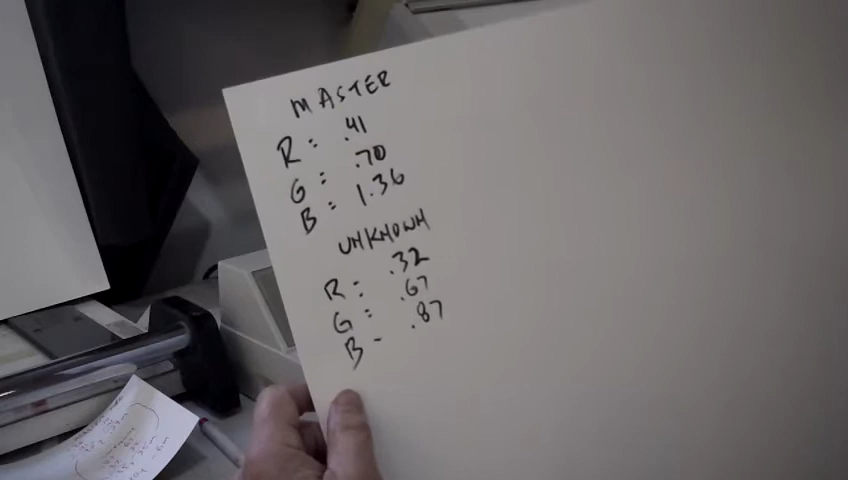 MASTER
R : .41
G : .70
B : 1.36
UNKNOWN
R : .32
G : .67
B - .87